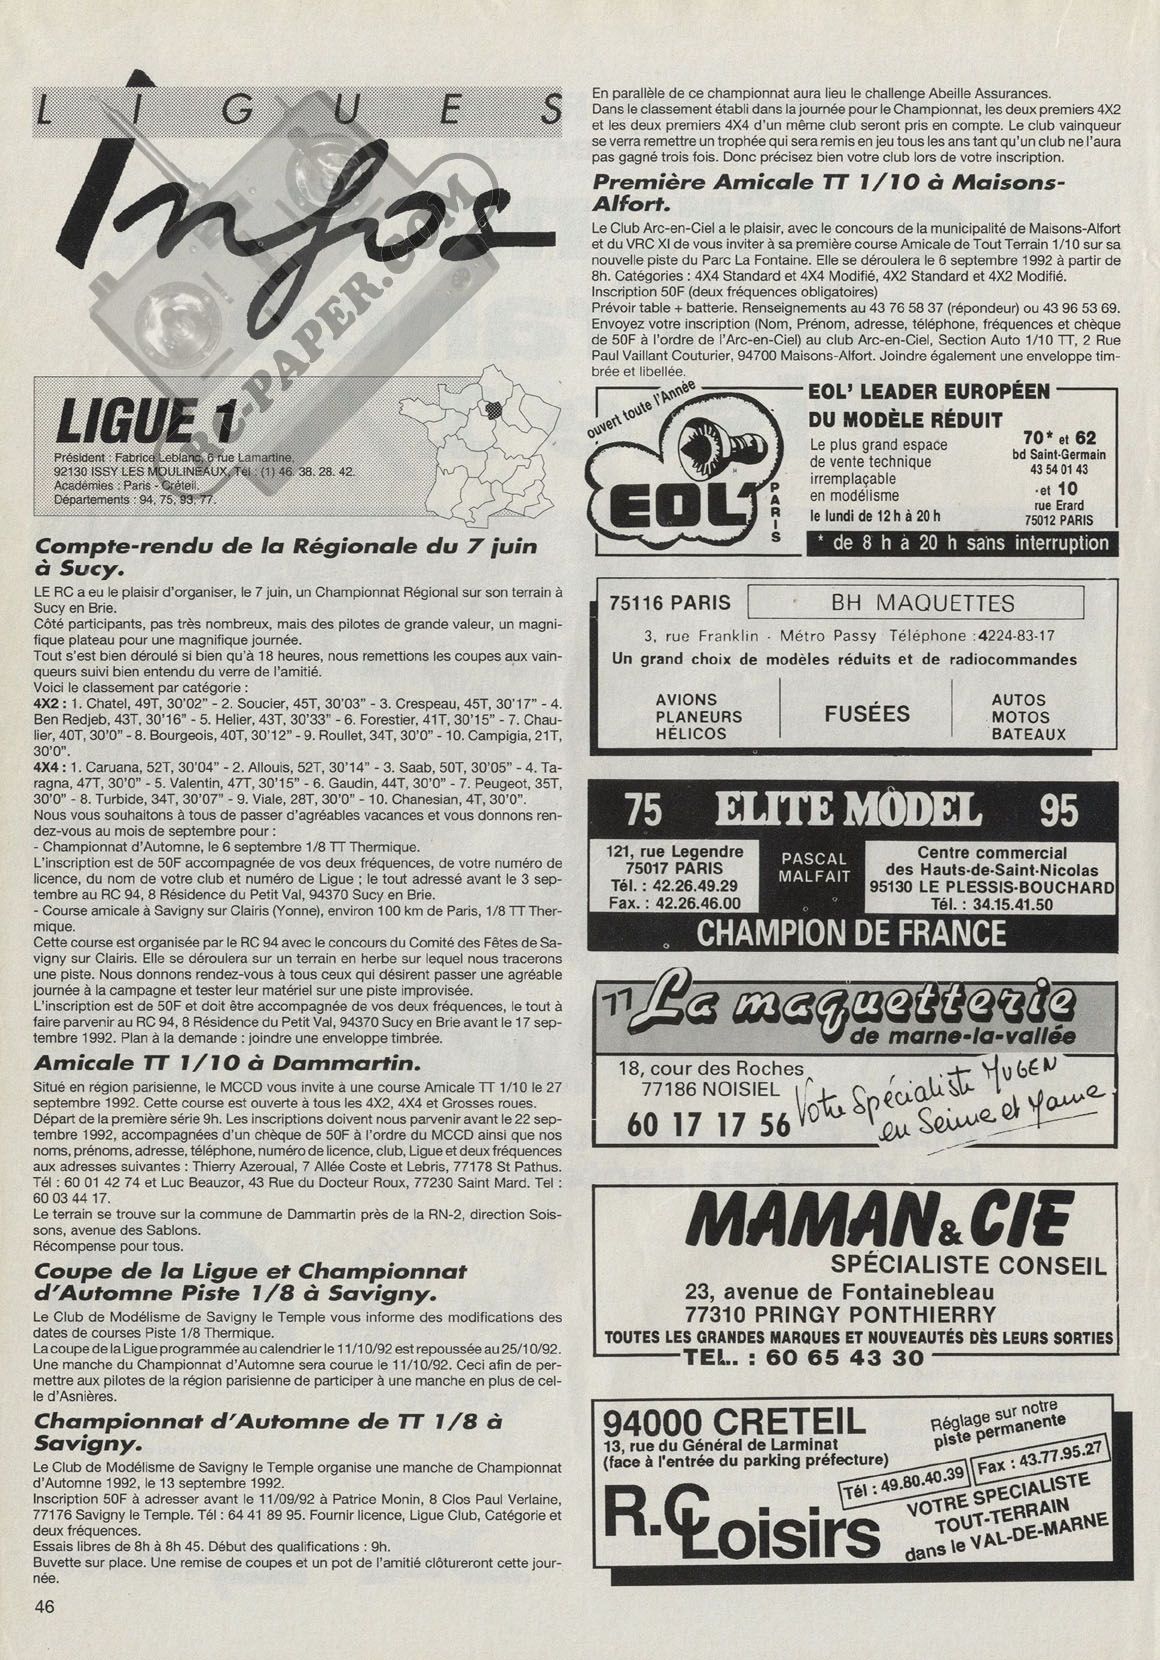 LIGUES
Infos
RC-PAPER.COM
LIGUE 1
Président : Fabrice Leblanc, 6 rue Lamartine,
92130 ISSY LES MOULINEAUX, Tél : (1) 46. 38. 28. 42.
Académies : Paris - Créteil.
Départements : 94, 75, 93, 77.
Compte-rendu de la Régionale du 7 juin
à Sucy.
LE RC a eu le plaisir d'organiser, le 7 juin, un Championnat Régional sur son terrain à
Sucy en Brie.
Côté participants, pas très nombreux, mais des pilotes de grande valeur, un magni-
fique plateau pour une magnifique journée.
Tout s'est bien déroulé si bien qu'à 18 heures, nous remettions les coupes aux vain-
queurs suivi bien entendu du verre de l'amitié.
Voici le classement par catégorie :
4X2 : 1. Chatel, 49T, 30'02" - 2. Soucier, 45T, 30'03" - 3. Crespeau, 45T, 30'17" - 4.
Ben Redjeb, 43T, 30'16" - 5. Helier, 43T, 30'33" - 6. Forestier, 41T, 30'15" - 7. Chau-
lier, 40T, 30'0" - 8. Bourgeois, 40T, 30'12" - 9. Roullet, 34T, 30'0" - 10. Campigia, 21T,
30'0".
4X4 : 1. Caruana, 52T, 30'04" - 2. Allouis, 52T, 30'14" - 3. Saab, 50T, 30'05" - 4. Ta-
ragna, 47T, 30'0" - 5. Valentin, 47T, 30'15" - 6. Gaudin, 44T, 30'0" - 7. Peugeot, 35T,
30'0" - 8. Turbide, 34T, 30'07" - 9. Viale, 28T, 30'0" - 10. Chanesian, 4T, 30'0".
Nous vous souhaitons à tous de passer d'agréables vacances et vous donnons ren-
dez-vous au mois de septembre pour :
- Championnat d'Automne, le 6 septembre 1/8 TT Thermique.
L'inscription est de 50F accompagnée de vos deux fréquences, de votre numéro de
licence, du nom de votre club et numéro de Ligue ; le tout adressé avant le 3 sep-
tembre au RC 94, 8 Résidence du Petit Val, 94370 Sucy en Brie.
- Course amicale à Savigny sur Clairis (Yonne), environ 100 km de Paris, 1/8 TT Ther-
mique.
Cette course est organisée par le RC 94 avec le concours du Comité des Fêtes de Sa-
vigny sur Clairis. Elle se déroulera sur un terrain en herbe sur lequel nous tracerons
une piste. Nous donnons rendez-vous à tous ceux qui désirent passer une agréable
journée à la campagne et tester leur matériel sur une piste improvisée.
L'inscription est de 50F et doit être accompagnée de vos deux fréquences, le tout à
faire parvenir au RC 94, 8 Résidence du Petit Val, 94370 Sucy en Brie avant le 17 sep-
tembre 1992. Plan à la demande : joindre une enveloppe timbrée.
Amicale TT 1/10 à Dammartin.
Situé en région parisienne, le MCCD vous invite à une course Amicale TT 1/10 le 27
septembre 1992. Cette course est ouverte à tous les 4X2, 4X4 et Grosses roues.
Départ de la première série 9h. Les inscriptions doivent nous parvenir avant le 22 sep-
tembre 1992, accompagnées d'un chèque de 50F à l'ordre du MCCD ainsi que nos
noms, prénoms, adresse, téléphone, numéro de licence, club, Ligue et deux fréquences
aux adresses suivantes : Thierry Azeroual, 7 Allée Coste et Lebris, 77178 St Pathus.
Tél : 60 01 42 74 et Luc Beauzor, 43 Rue du Docteur Roux, 77230 Saint Mard. Tel :
60 03 44 17.
Le terrain se trouve sur la commune de Dammartin près de la RN-2, direction Sois-
sons, avenue des Sablons.
Récompense pour tous.
Coupe de la Ligue et Championnat
d'Automne Piste 1/8 à Savigny.
Le Club de Modélisme de Savigny le Temple vous informe des modifications des
dates de courses Piste 1/8 Thermique.
La coupe de la Ligue programmée au calendrier le 11/10/92 est repoussée au 25/10/92.
Une manche du Championnat d'Automne sera courue le 11/10/92. Ceci afin de per-
mettre aux pilotes de la région parisienne de participer à une manche en plus de cel-
le d'Asnières.
Championnat d'Automne de TT 1/8 à
Savigny.
Le Club de Modélisme de Savigny le Temple organise une manche de Championnat
d'Automne 1992, le 13 septembre 1992.
Inscription 50F à adresser avant le 11/09/92 à Patrice Monin, 8 Clos Paul Verlaine,
77176 Savigny le Temple. Tél : 64 41 89 95. Fournir licence, Ligue Club, Catégorie et
deux fréquences.
Essais libres de 8h à 8h 45. Début des qualifications : 9h.
Buvette sur place. Une remise de coupes et un pot de l'amitié clôtureront cette jour-
née.
46
En parallèle de ce championnat aura lieu le challenge Abeille Assurances.
Dans le classement établi dans la journée pour le Championnat, les deux premiers 4X2
et les deux premiers 4X4 d'un même club seront pris en compte. Le club vainqueur
se verra remettre un trophée qui sera remis en jeu tous les ans tant qu'un club ne l'aura
pas gagné trois fois. Donc précisez bien votre club lors de votre inscription.
Première Amicale TT 1/10 à Maisons-
Alfort.
Le Club Arc-en-Ciel a le plaisir, avec le concours de la municipalité de Maisons-Alfort
et du VRC XI de vous inviter à sa première course Amicale de Tout Terrain 1/10 sur sa
nouvelle piste du Parc La Fontaine. Elle se déroulera le 6 septembre 1992 à partir de
8h. Catégories : 4X4 Standard et 4X4 Modifié, 4X2 Standard et 4X2 Modifié.
Inscription 50F (deux fréquences obligatoires)
Prévoir table + batterie. Renseignements au 43 76 58 37 (répondeur) ou 43 96 53 69.
Envoyez votre inscription (Nom, Prénom, adresse, téléphone, fréquences et chèque
de 50F à l'ordre de l'Arc-en-Ciel) au club Arc-en-Ciel, Section Auto 1/10 TT, 2 Rue
Paul Vaillant Couturier, 94700 Maisons-Alfort. Joindre également une enveloppe tim-
brée et libellée.
ouvert toute l'Année
EOL'
PARIS
EOL' LEADER EUROPÉEN
DU MODÈLE RÉDUIT
Le plus grand espace
de vente technique
irremplaçable
en modélisme
le lundi de 12 h à 20 h
70* et 62
bd Saint-Germain
43 54 01 43
et 10
rue Erard
75012 PARIS
* de 8 h à 20 h sans interruption
75116 PARIS BH MAQUETTES
3, rue Franklin - Métro Passy Téléphone : 4224-83-17
Un grand choix de modèles réduits et de radiocommandes
AVIONS
PLANEURS
HÉLICOS
FUSÉES
AUTOS
MOTOS
BATEAUX
75 ELITE MODEL 95
121, rue Legendre
75017 PARIS
Tél. : 42.26.49.29
Fax. : 42.26.46.00
PASCAL
MALFAIT
Centre commercial
des Hauts-de-Saint-Nicolas
95130 LE PLESSIS-BOUCHARD
Tél. : 34.15.41.50
CHAMPION DE FRANCE
77 La maquetterie
de marne-la-vallée
18, cour des Roches
77186 NOISIEL
60 17 17 56
Votre Spécialiste MUGEN
en Seine et Marne
MAMAN & CIE
SPÉCIALISTE CONSEIL
23, avenue de Fontainebleau
77310 PRINGY PONTHIERRY
TOUTES LES GRANDES MARQUES ET NOUVEAUTÉS DÈS LEURS SORTIES
TEL. : 60 65 43 30
94000 CRETEIL
13, rue du Général de Larminat
(face à l'entrée du parking préfecture)
Réglage sur notre
piste permanente
Tél : 49.80.40.39 Fax : 43.77.95.27
R.C Loisirs
VOTRE SPECIALISTE
TOUT-TERRAIN
dans le VAL-DE-MARNE